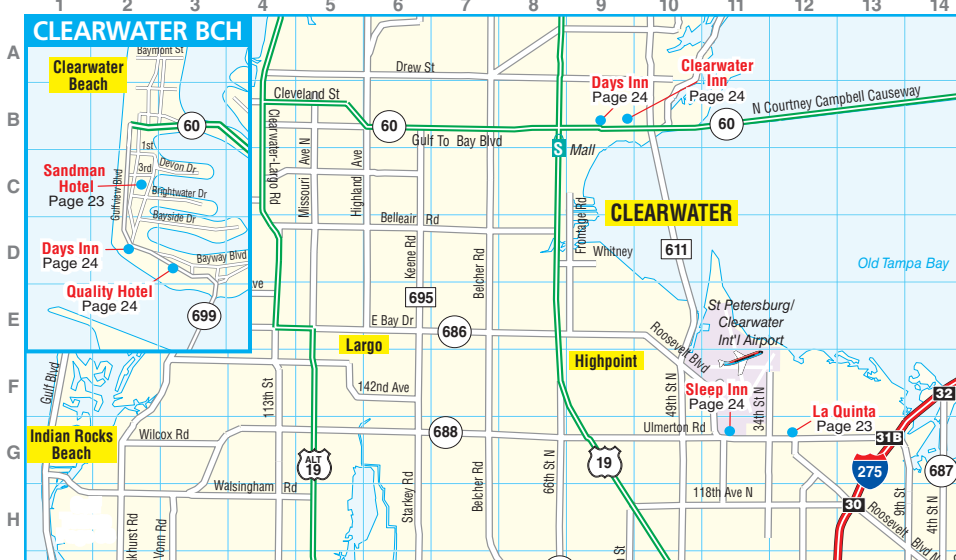 1 2 3 4 5 6 7 8 9 10 11 12 13 14
A
B
C
D
E
F
G
H
CLEARWATER BCH
Baymont St
Clearwater
Beach
60
1st
3rd
Devon Dr
Sandman
Hotel
Page 23
Brightwater Dr
Gulfview Blvd
Bayside Dr
Days Inn
Page 24
Bayway Blvd
Quality Hotel
Page 24
699
Drew St
Cleveland St
60
Gulf To Bay Blvd
Days Inn
Page 24
Clearwater
Inn
Page 24
60
N Courtney Campbell Causeway
S Mall
Clearwater-Largo Rd
Missouri Ave N
Highland Ave
CLEARWATER
Belleair Rd
Frontage Rd
Whitney
611
Old Tampa Bay
Keene Rd
Belcher Rd
ve
695
E Bay Dr
686
St Petersburg/
Clearwater
Int'l Airport
Roosevelt Blvd
Largo
Highpoint
Gulf Blvd
113th St
142nd Ave
49th St N
Sleep Inn
Page 24
34th St N
La Quinta
Page 23
32
Indian Rocks
Beach
Wilcox Rd
688
Ulmerton Rd
31B
ALT
19
19
275
687
Walsingham Rd
Starkey Rd
Belcher Rd
66th St N
118th Ave N
30
Roosevelt Blvd N
9th St
4th St N
khurst Rd
Vonn Rd
n St